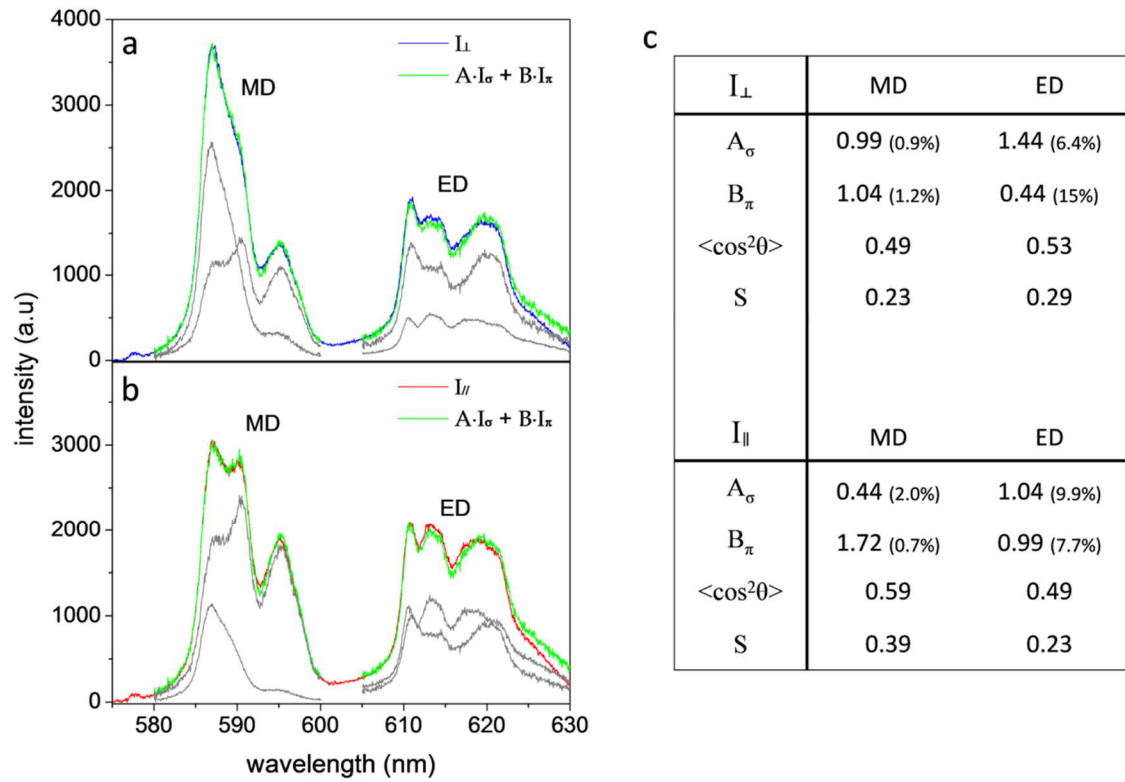 a
I⊥
A·Iσ + B·Iπ
MD
ED
4000
3000
2000
1000
0
b
I//
A·Iσ + B·Iπ
MD
ED
3000
2000
1000
0
intensity (a.u)
580 590 600 610 620 630
wavelength (nm)
c
I⊥ MD ED
Aσ 0.99 (0.9%) 1.44 (6.4%)
Bπ 1.04 (1.2%) 0.44 (15%)
<cos²θ> 0.49 0.53
S 0.23 0.29
I∥ MD ED
Aσ 0.44 (2.0%) 1.04 (9.9%)
Bπ 1.72 (0.7%) 0.99 (7.7%)
<cos²θ> 0.59 0.49
S 0.39 0.23